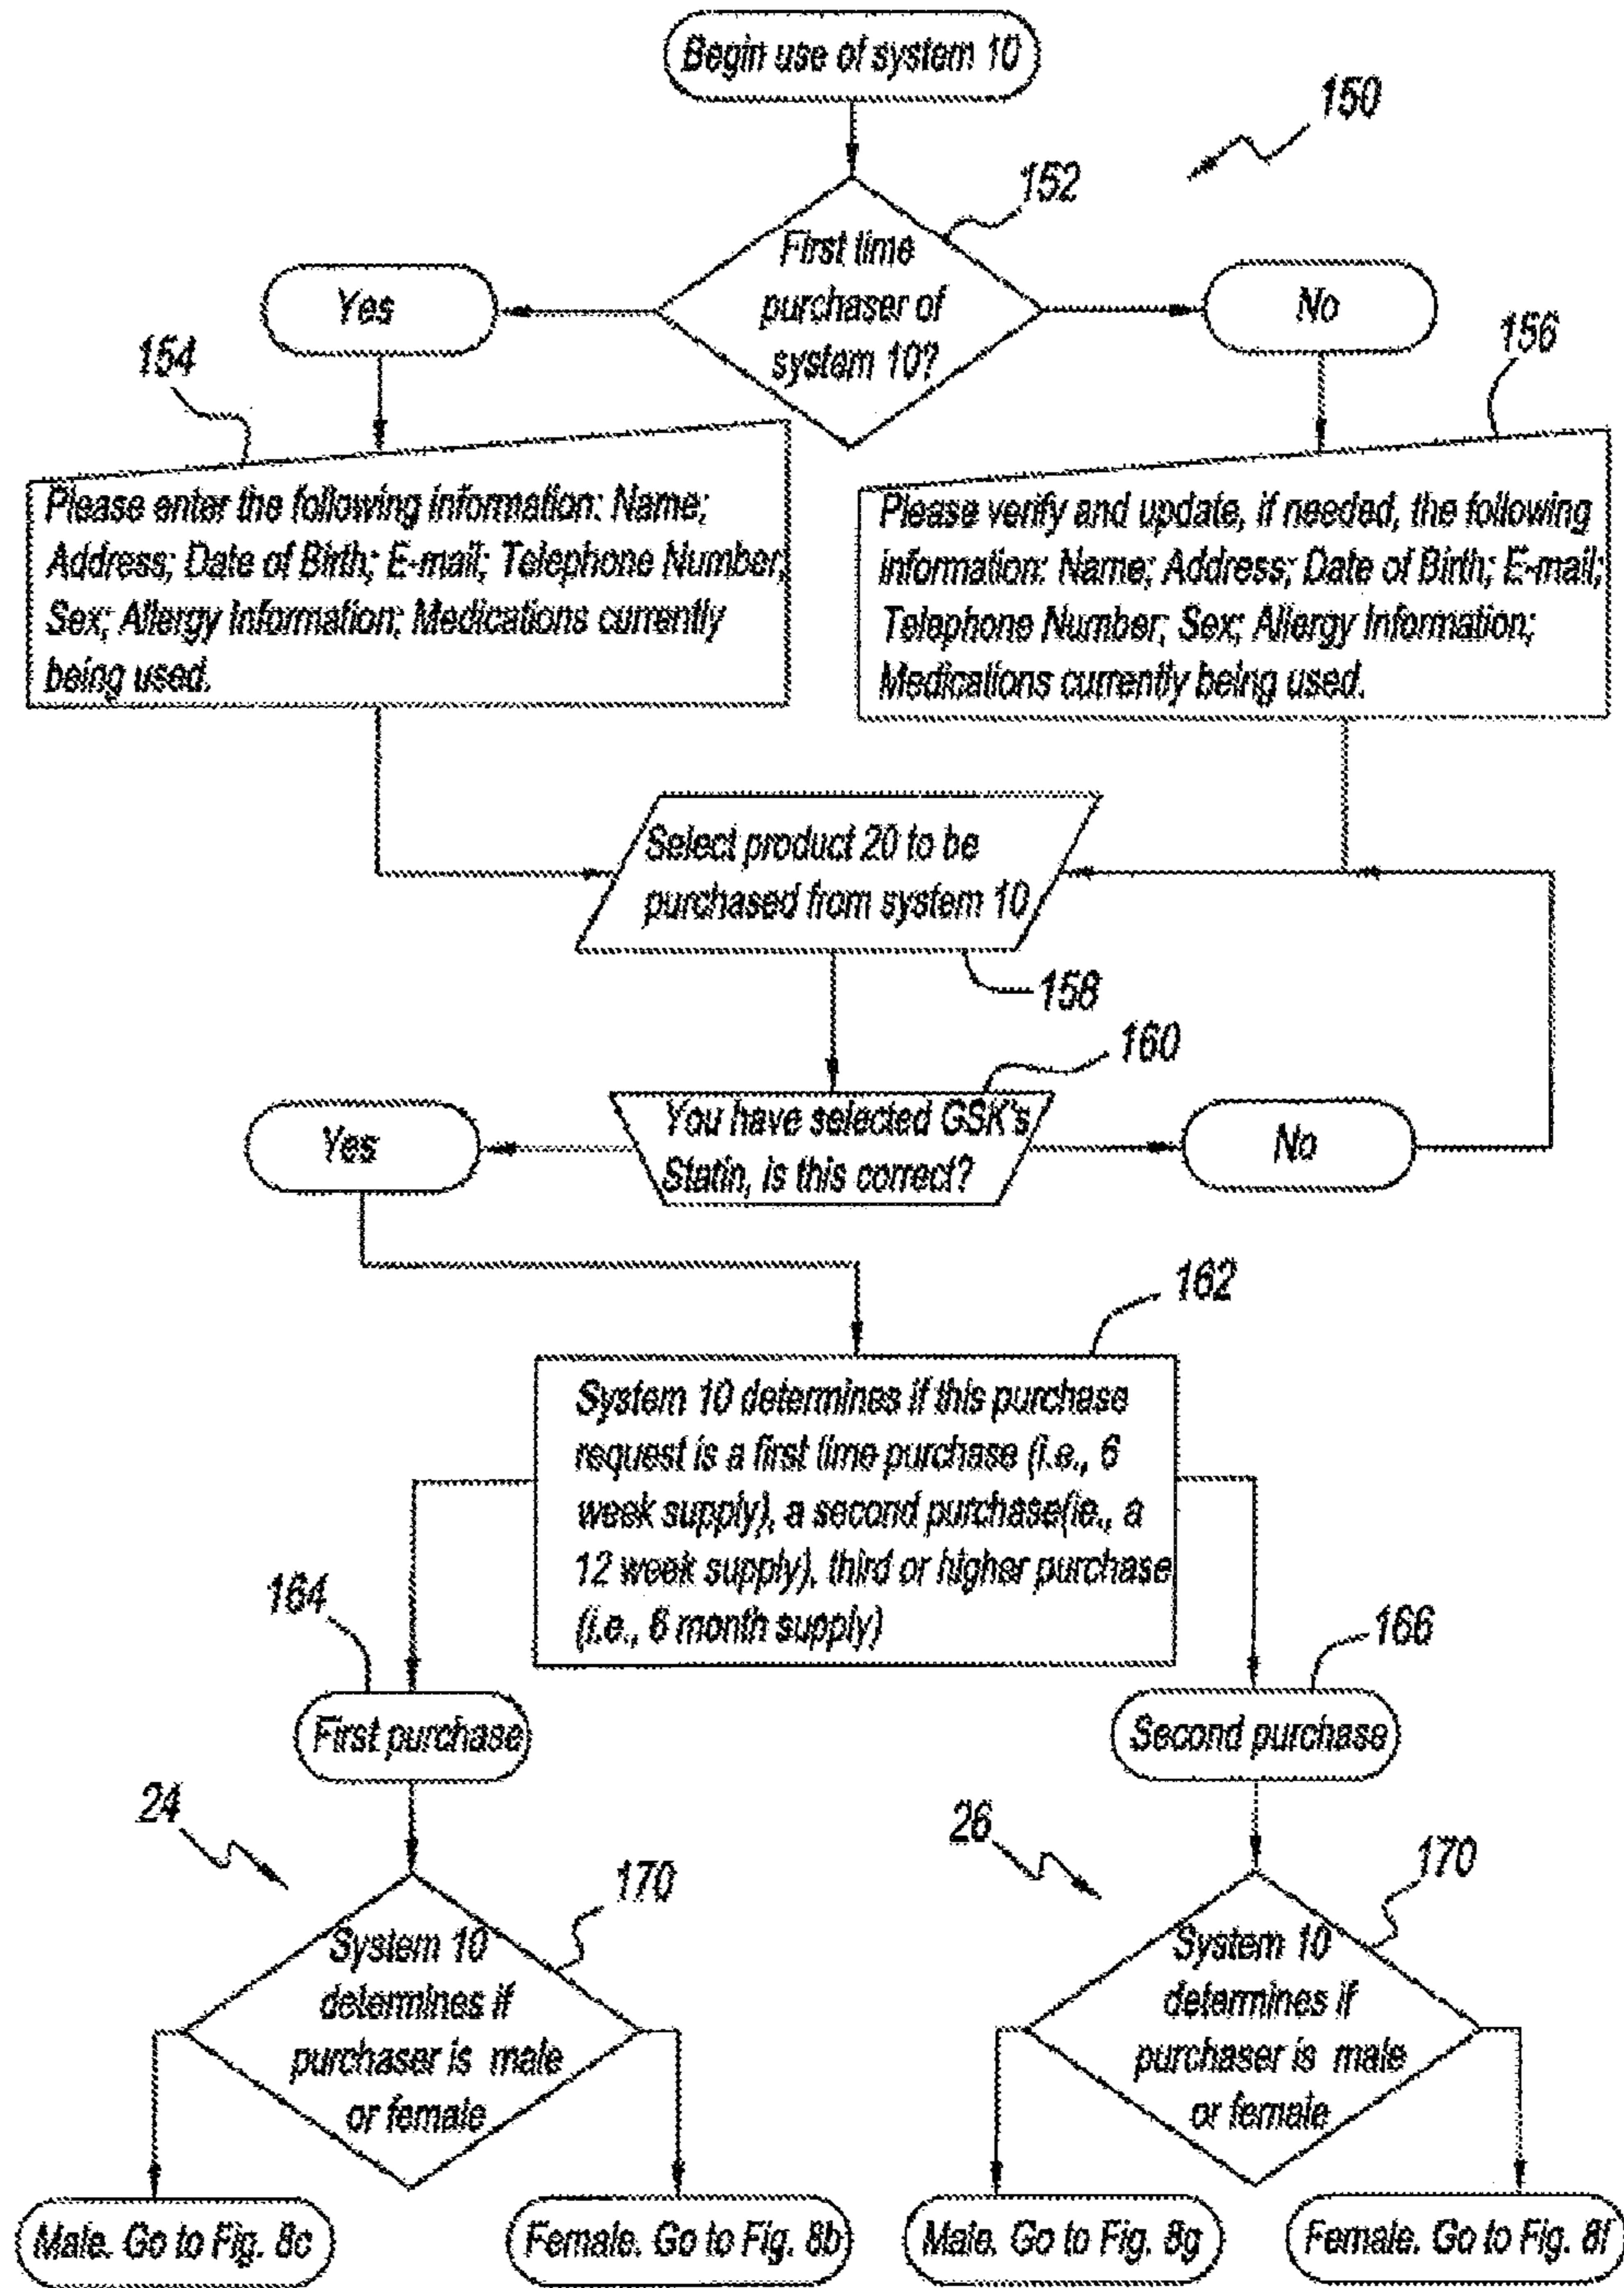 Begin use of system 10
150
152
First time
purchaser of
system 10?
Yes
No
154
156
Please enter the following information: Name;
Address; Date of Birth; E-mail; Telephone Number;
Sex; Allergy Information; Medications currently
being used.
Please verify and update, if needed, the following
information: Name; Address; Date of Birth; E-mail;
Telephone Number; Sex; Allergy Information;
Medications currently being used.
Select product 20 to be
purchased from system 10
158
160
You have selected GSK's
Statin, is this correct?
Yes
No
162
System 10 determines if this purchase
request is a first time purchase (i.e., 6
week supply), a second purchase(ie., a
12 week supply), third or higher purchase
(i.e., 6 month supply)
164
166
First purchase
Second purchase
24
170
26
170
System 10
determines if
purchaser is male
or female
System 10
determines if
purchaser is male
or female
Male. Go to Fig. 8c
Female. Go to Fig. 8b
Male. Go to Fig. 8g
Female. Go to Fig. 8f